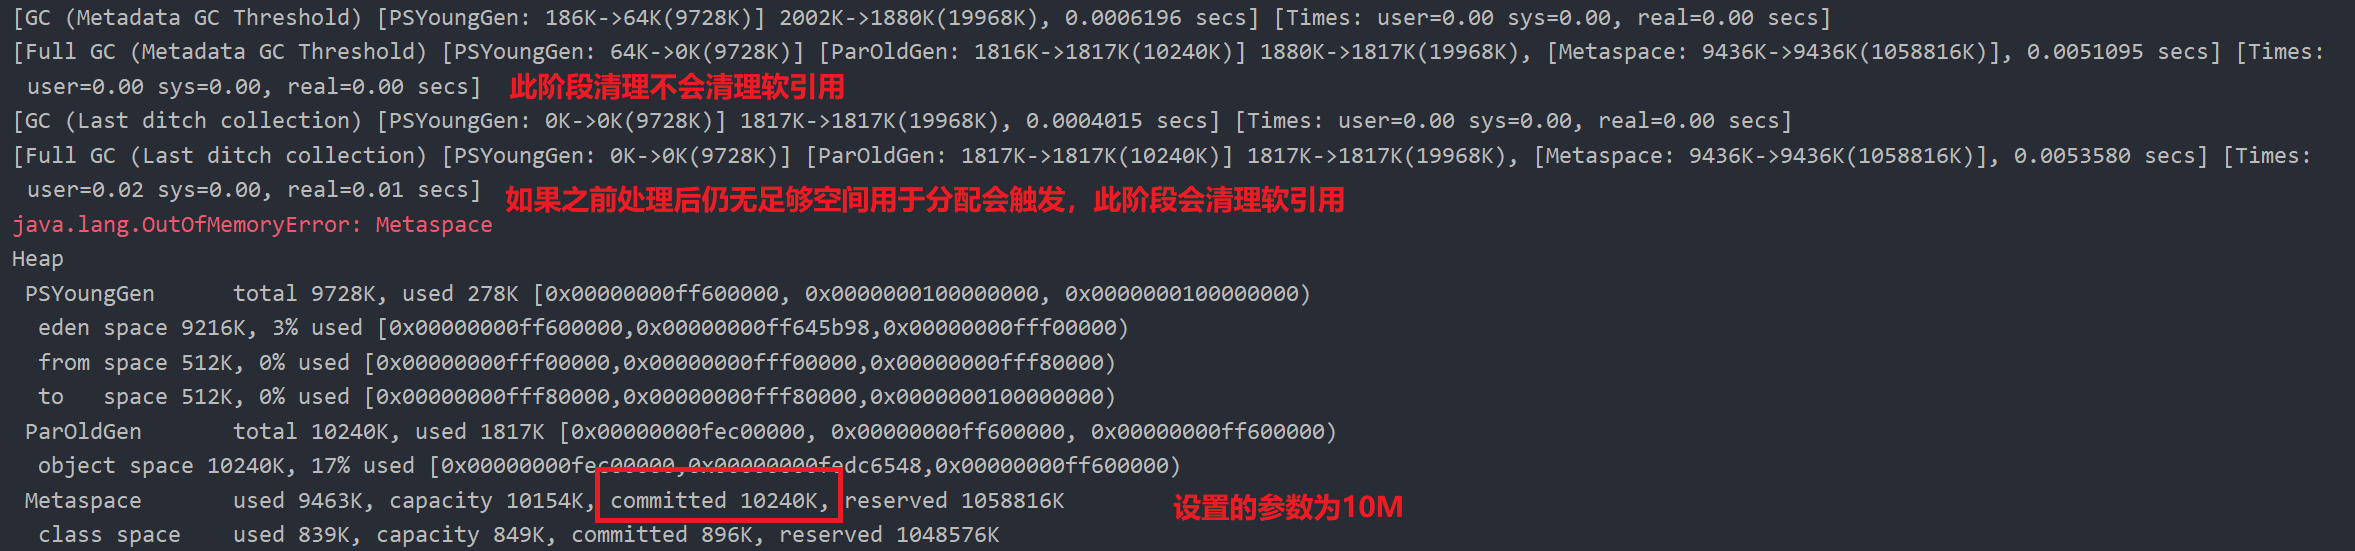 [GC (Metadata GC Threshold) [PSYoungGen: 186K->64K(9728K)] 2002K->1880K(19968K), 0.0006196 secs] [Times: user=0.00 sys=0.00, real=0.00 secs]
[Full GC (Metadata GC Threshold) [PSYoungGen: 64K->0K(9728K)] [ParOldGen: 1816K->1817K(10240K)] 1880K->1817K(19968K), [Metaspace: 9436K->9436K(1058816K)], 0.0051095 secs] [Times:
user=0.00 sys=0.00, real=0.00 secs] 此阶段清理不会清理软引用
[GC (Last ditch collection) [PSYoungGen: 0K->0K(9728K)] 1817K->1817K(19968K), 0.0004015 secs] [Times: user=0.00 sys=0.00, real=0.00 secs]
[Full GC (Last ditch collection) [PSYoungGen: 0K->0K(9728K)] [ParOldGen: 1817K->1817K(10240K)] 1817K->1817K(19968K), [Metaspace: 9436K->9436K(1058816K)], 0.0053580 secs] [Times:
user=0.02 sys=0.00, real=0.01 secs] 如果之前处理后仍无足够空间用于分配会触发，此阶段会清理软引用
java.lang.OutOfMemoryError: Metaspace
Heap
PSYoungGen total 9728K, used 278K [0x00000000ff600000, 0x0000000100000000, 0x0000000100000000)
eden space 9216K, 3% used [0x00000000ff600000,0x00000000ff645b98,0x00000000fff00000)
from space 512K, 0% used [0x00000000fff00000,0x00000000fff00000,0x00000000fff80000)
to space 512K, 0% used [0x00000000fff80000,0x00000000fff80000,0x0000000100000000)
ParOldGen total 10240K, used 1817K [0x00000000fec00000, 0x00000000ff600000, 0x00000000ff600000)
object space 10240K, 17% used [0x00000000fec00000,0x00000000fedc6548,0x00000000ff600000)
Metaspace used 9463K, capacity 10154K, committed 10240K, reserved 1058816K 设置的参数为10M
class space used 839K, capacity 849K, committed 896K, reserved 1048576K